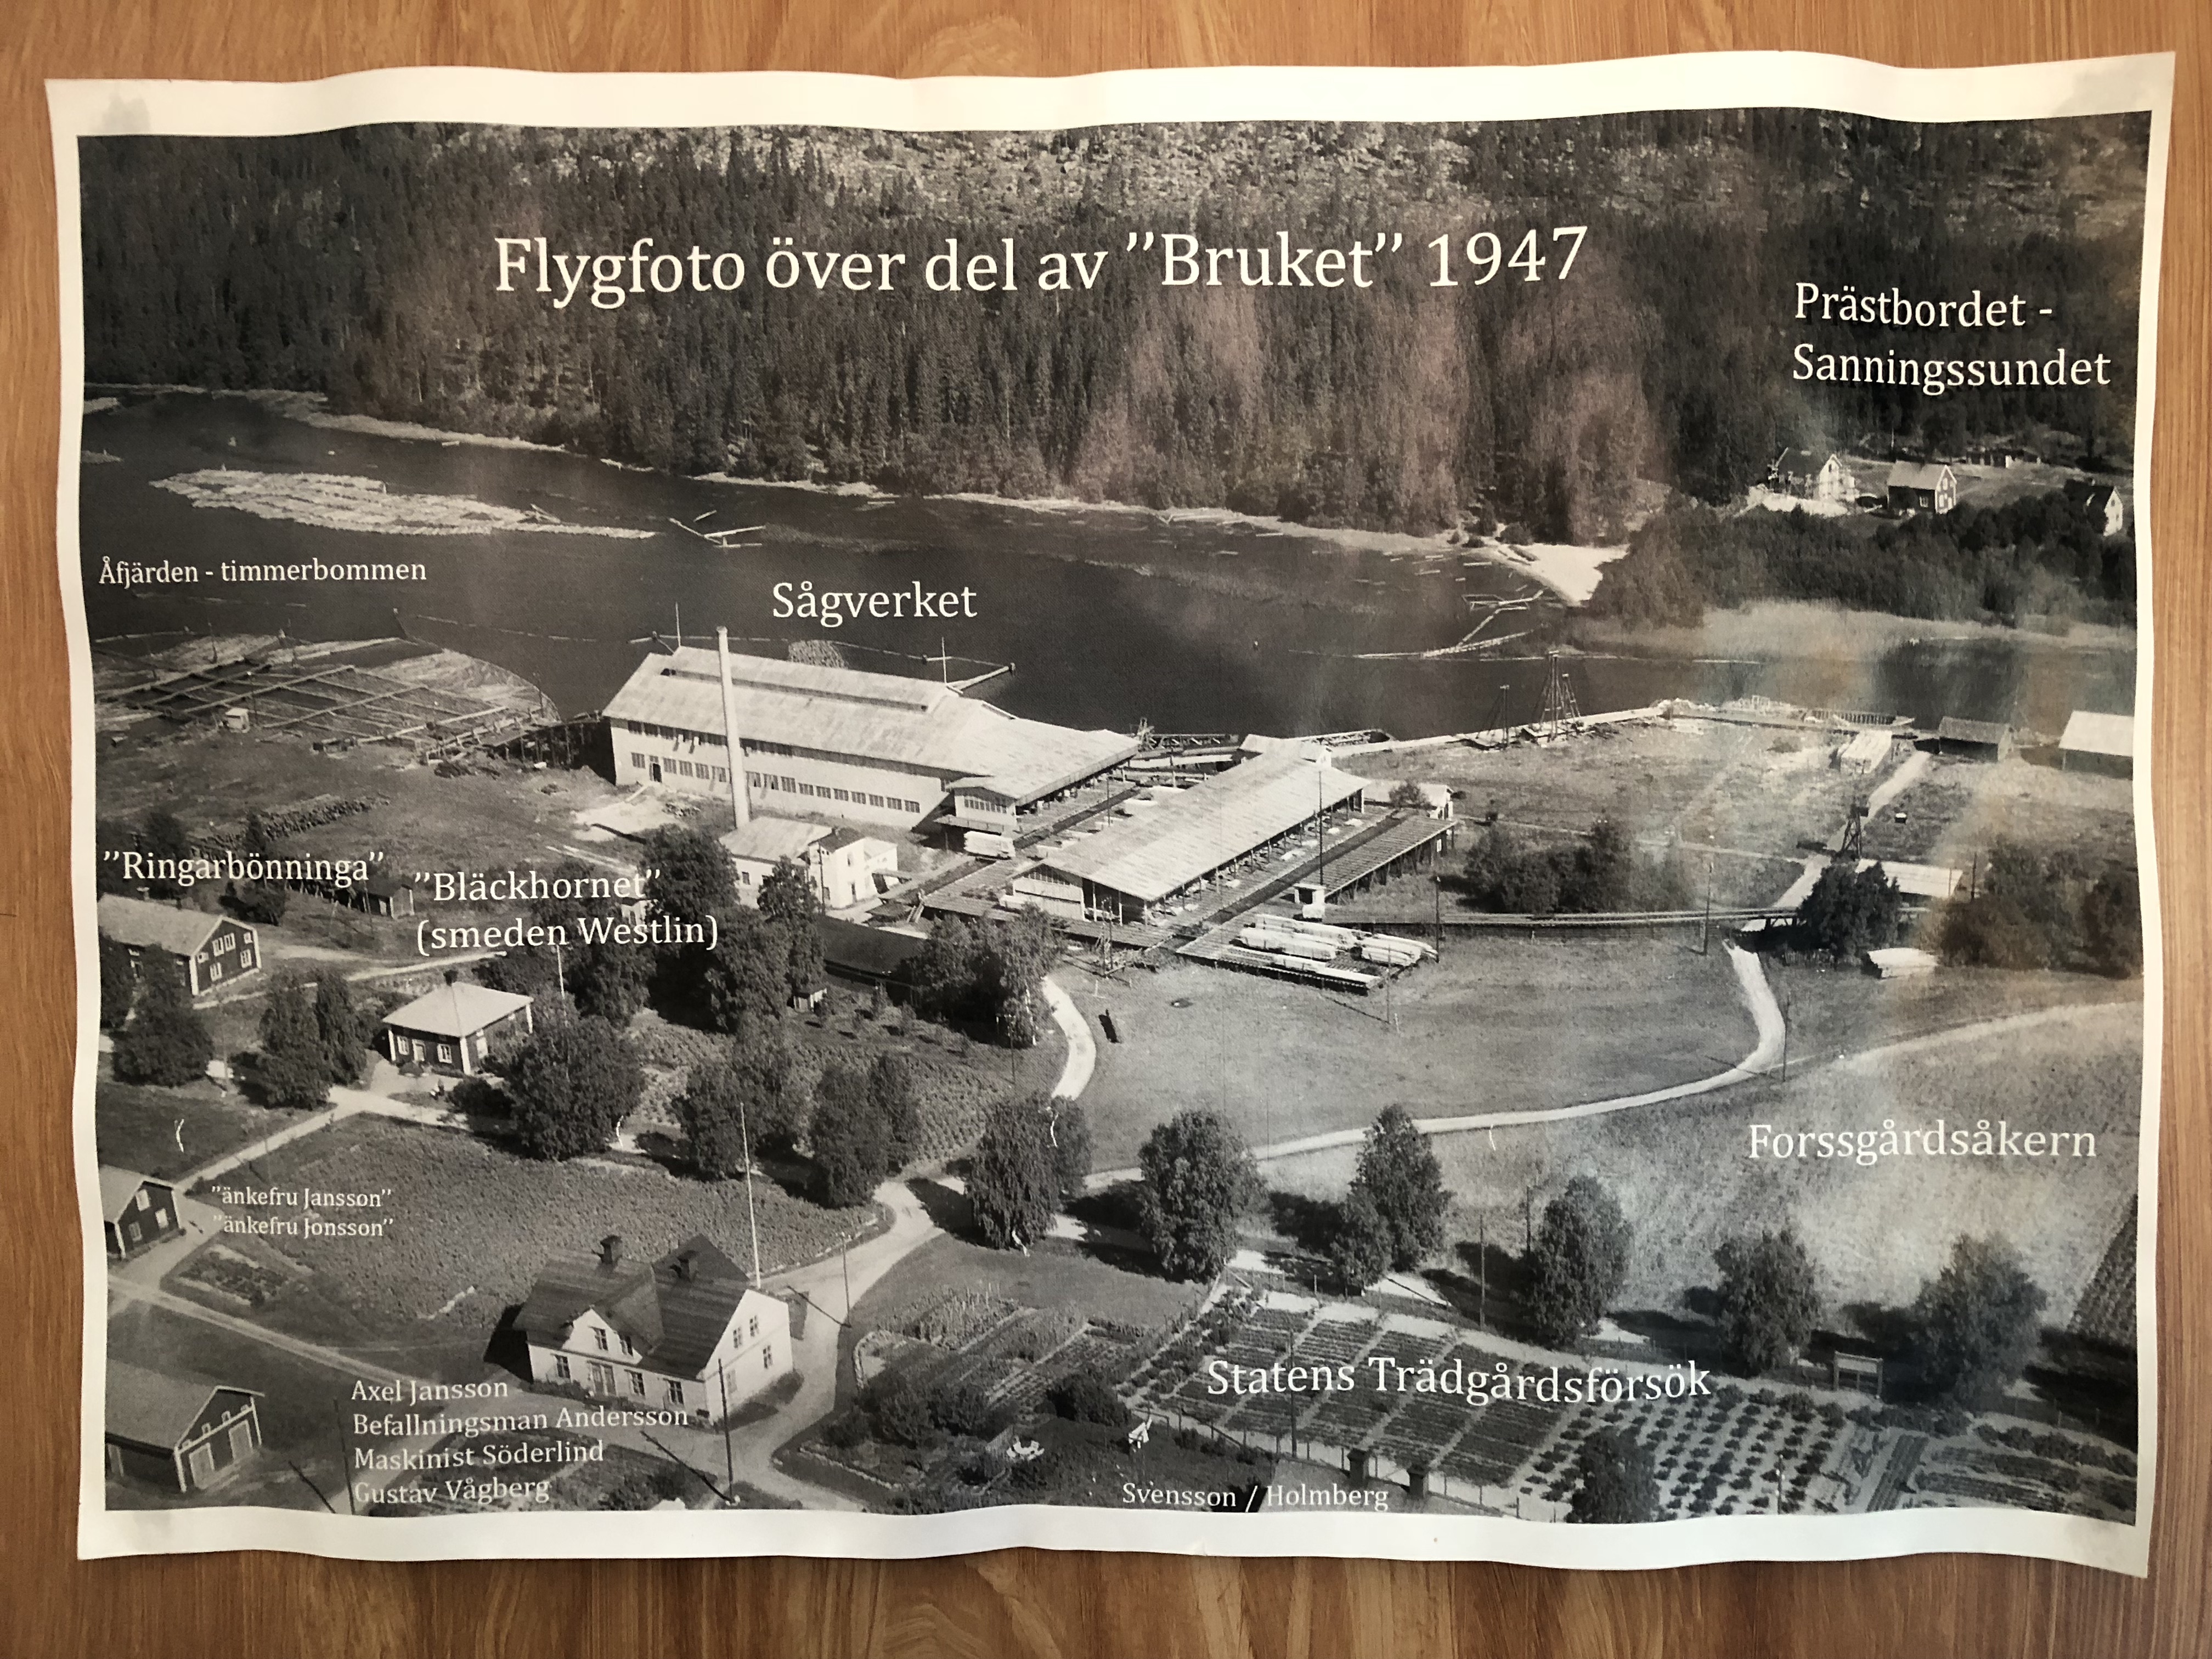 Flygfoto över del av ”Bruket” 1947
Prästbordet -
Sanningssundet
Åfjärden - timmerbommen
Sågverket
”Ringarbönninga”
”Bläckhornet”
(smeden Westlin)
Forssgårdsåkern
”änkefru Jansson”
”änkefru Jonsson”
Statens Trädgårdsförsök
Axel Jansson
Befallningsman Andersson
Maskinist Söderlind
Gustav Vågberg
Svensson / Holmberg